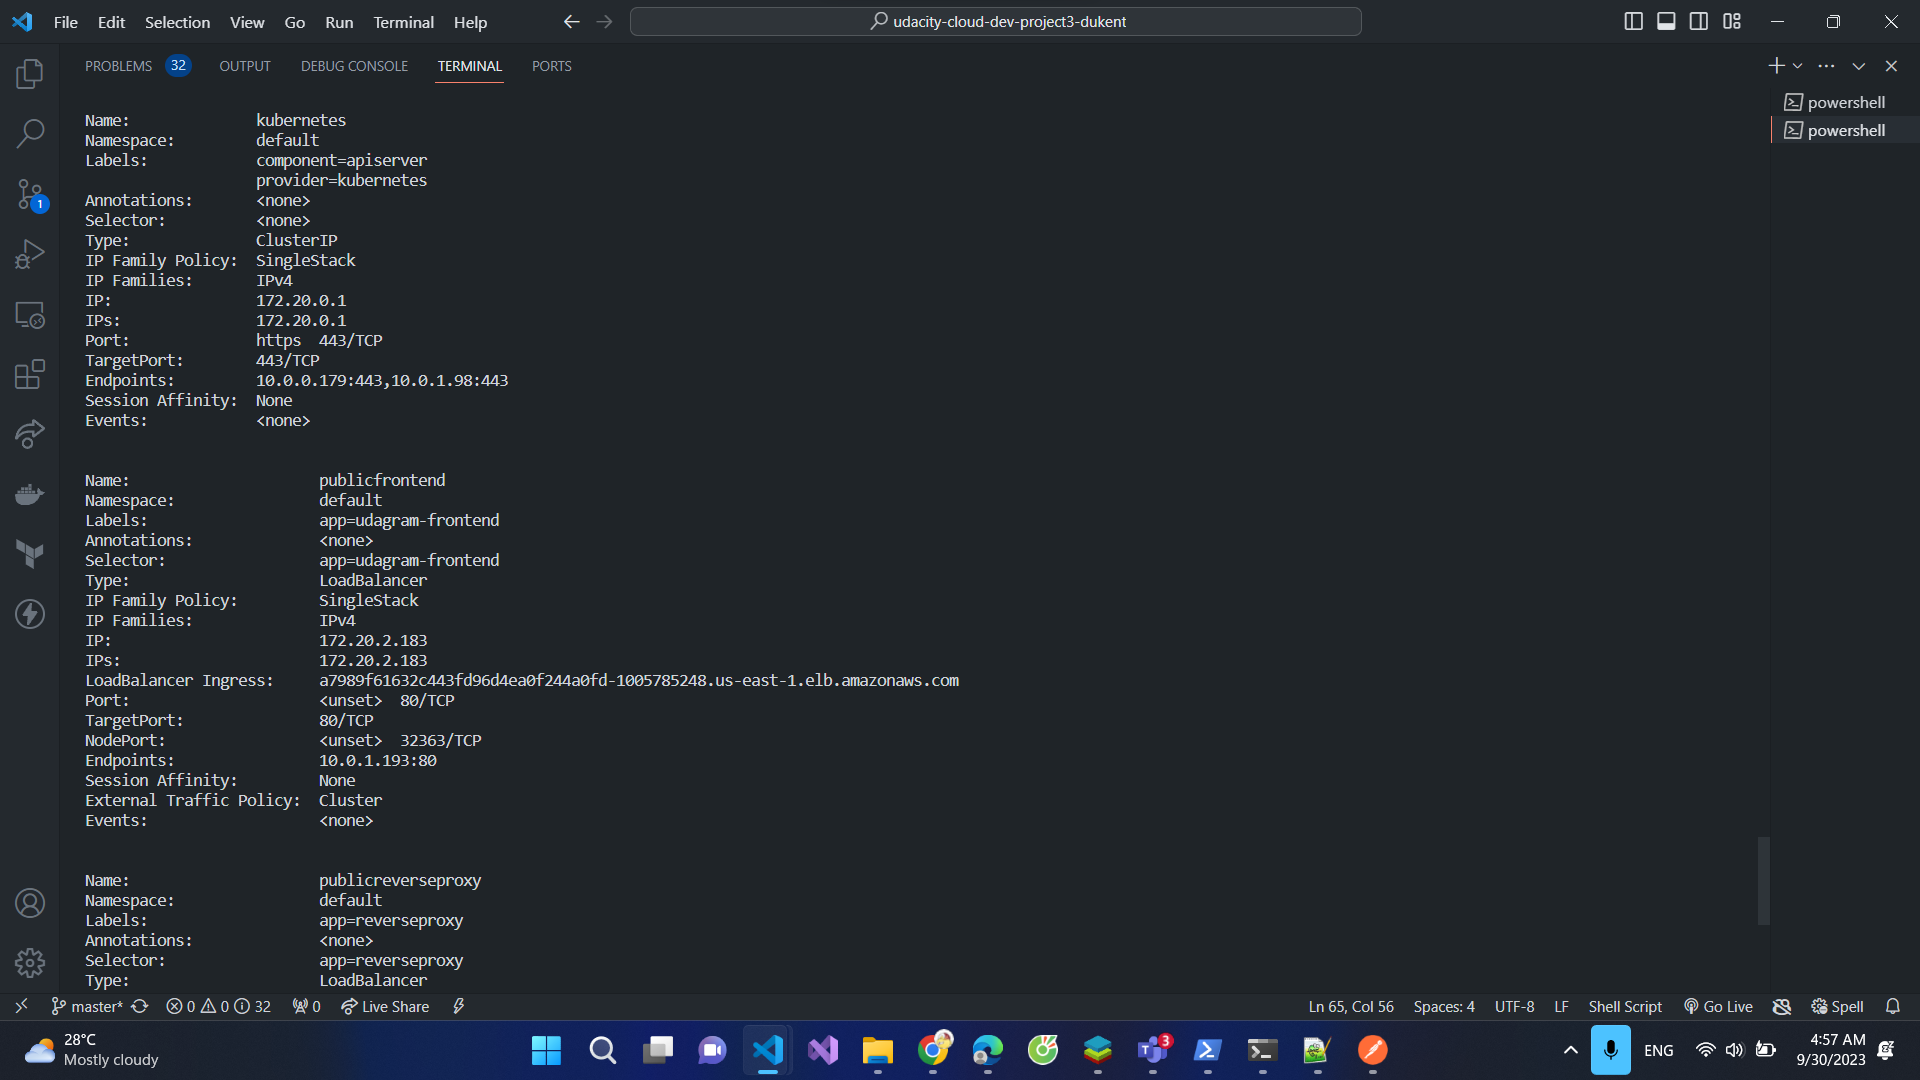 File Edit Selection View Go Run Terminal Help
udacity-cloud-dev-project3-dukent
PROBLEMS 32 OUTPUT DEBUG CONSOLE TERMINAL PORTS
powershell
powershell
Name: kubernetes
Namespace: default
Labels: component=apiserver
provider=kubernetes
Annotations: <none>
Selector: <none>
Type: ClusterIP
IP Family Policy: SingleStack
IP Families: IPv4
IP: 172.20.0.1
IPs: 172.20.0.1
Port: https 443/TCP
TargetPort: 443/TCP
Endpoints: 10.0.0.179:443,10.0.1.98:443
Session Affinity: None
Events: <none>
Name: publicfrontend
Namespace: default
Labels: app=udagram-frontend
Annotations: <none>
Selector: app=udagram-frontend
Type: LoadBalancer
IP Family Policy: SingleStack
IP Families: IPv4
IP: 172.20.2.183
IPs: 172.20.2.183
LoadBalancer Ingress: a7989f61632c443fd96d4ea0f244a0fd-1005785248.us-east-1.elb.amazonaws.com
Port: <unset> 80/TCP
TargetPort: 80/TCP
NodePort: <unset> 32363/TCP
Endpoints: 10.0.1.193:80
Session Affinity: None
External Traffic Policy: Cluster
Events: <none>
Name: publicreverseproxy
Namespace: default
Labels: app=reverseproxy
Annotations: <none>
Selector: app=reverseproxy
Type: LoadBalancer
1
master* 0 0 32 0 Live Share
Ln 65, Col 56 Spaces: 4 UTF-8 LF Shell Script Go Live Spell
28°C
Mostly cloudy
3
ENG
4:57 AM
9/30/2023